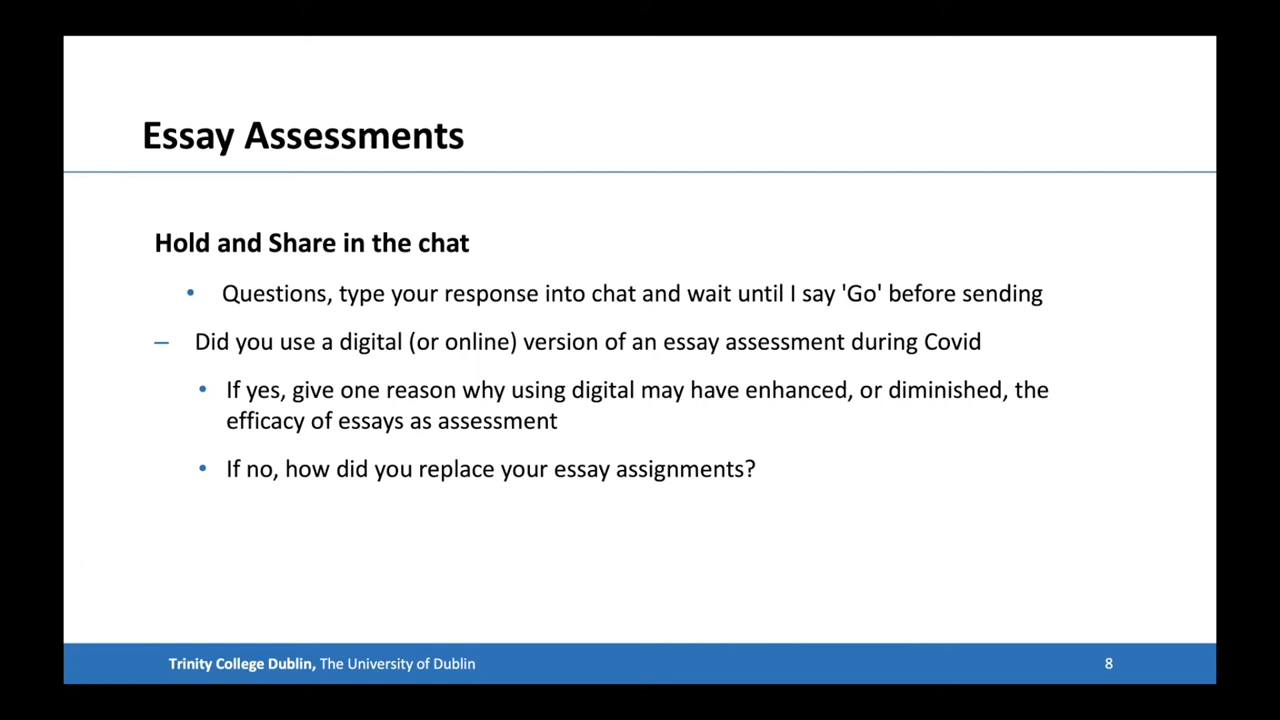 Essay Assessments
Hold and Share in the chat
• Questions, type your response into chat and wait until I say 'Go' before sending
– Did you use a digital (or online) version of an essay assessment during Covid
• If yes, give one reason why using digital may have enhanced, or diminished, the
efficacy of essays as assessment
• If no, how did you replace your essay assignments?
Trinity College Dublin, The University of Dublin
8